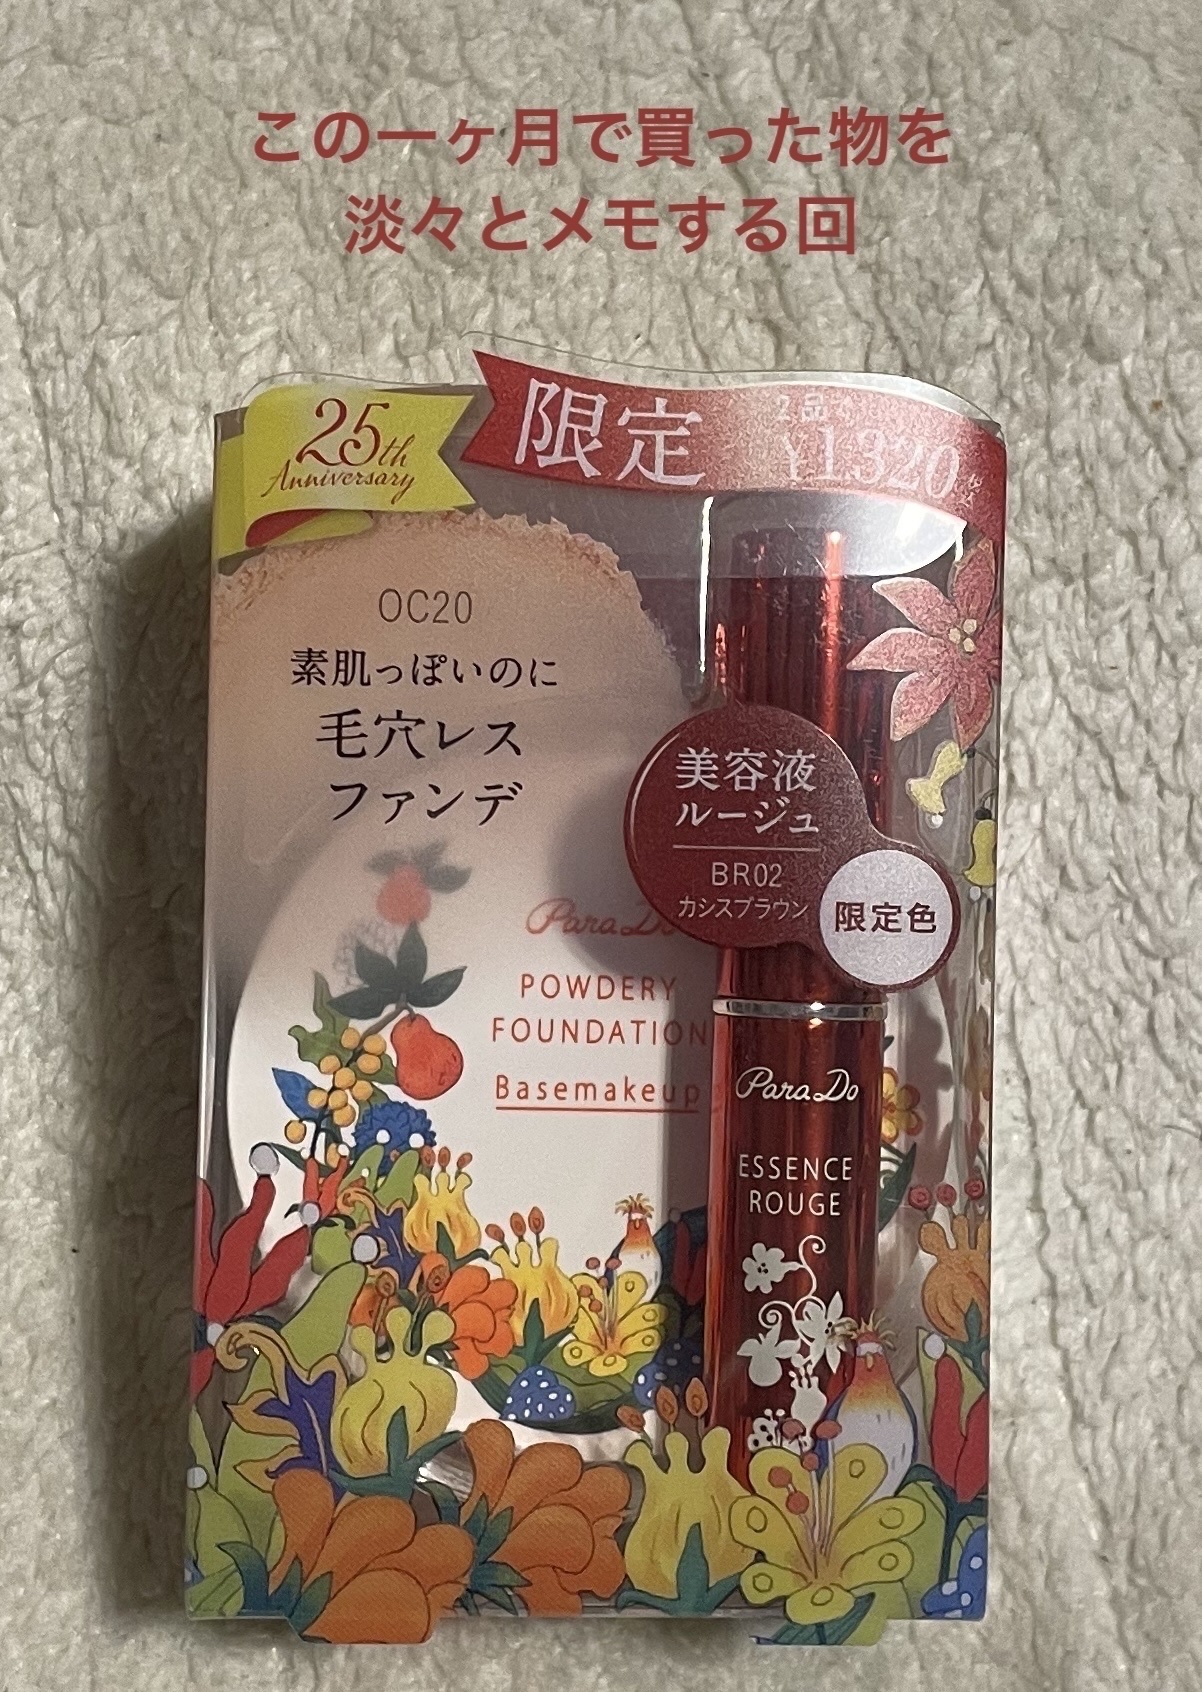 この一ヶ月で買った物を
淡々とメモする回
25th
Anniversary
限定
2品で
¥1320
OC20
素肌っぽいのに
毛穴レス
ファンデ
美容液
ルージュ
BR02
カシスブラウン
限定色
ParaDo
POWDERY
FOUNDATION
Basemakeup
ParaDo
ESSENCE
ROUGE